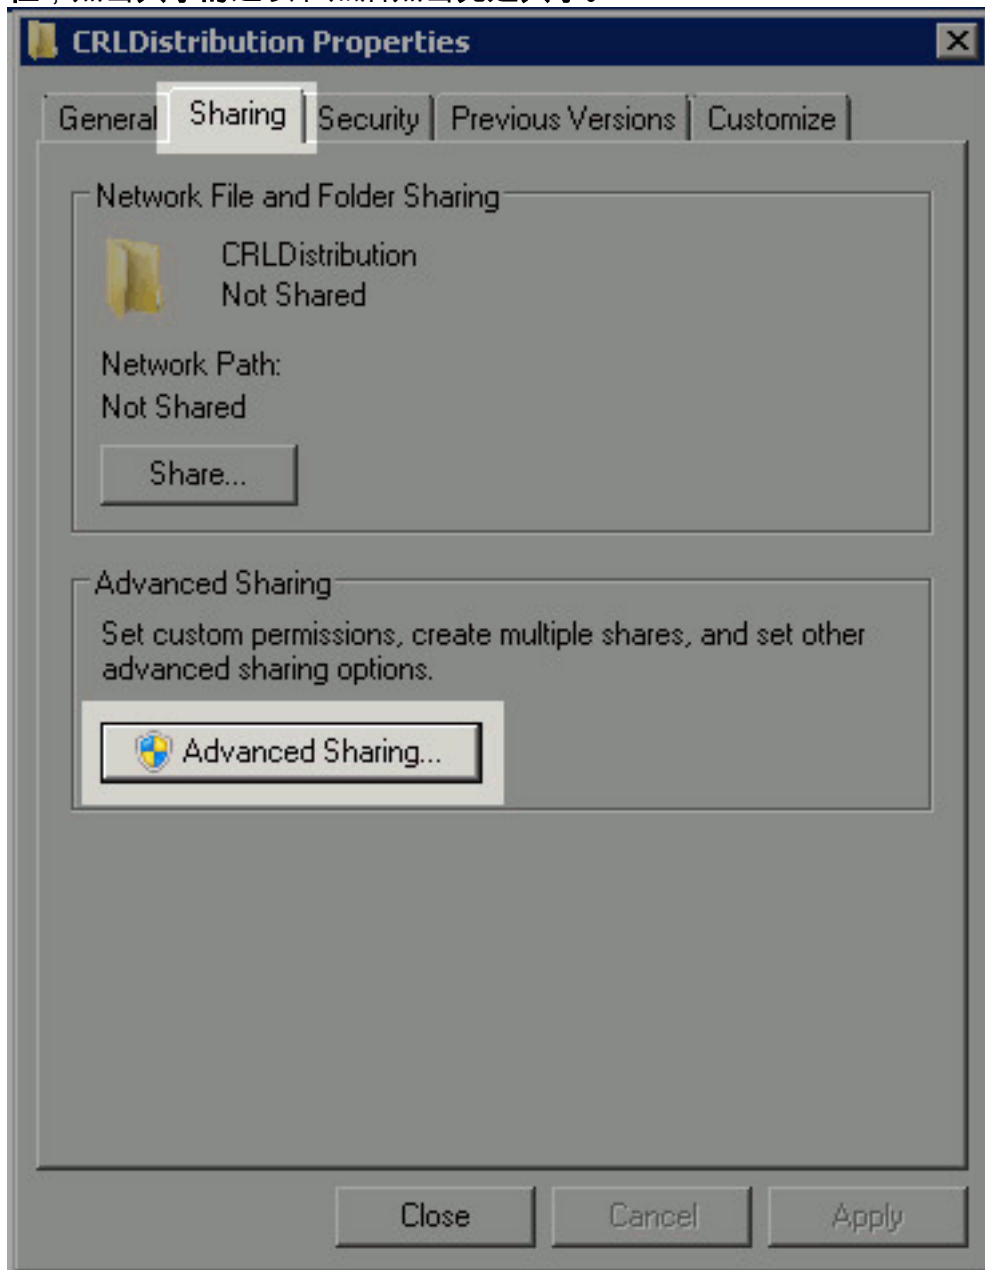 CRLDistribution Properties
General Sharing Security Previous Versions Customize
Network File and Folder Sharing
CRLDistribution
Not Shared
Network Path:
Not Shared
Share...
Advanced Sharing
Set custom permissions, create multiple shares, and set other
advanced sharing options.
Advanced Sharing...
Close Cancel Apply